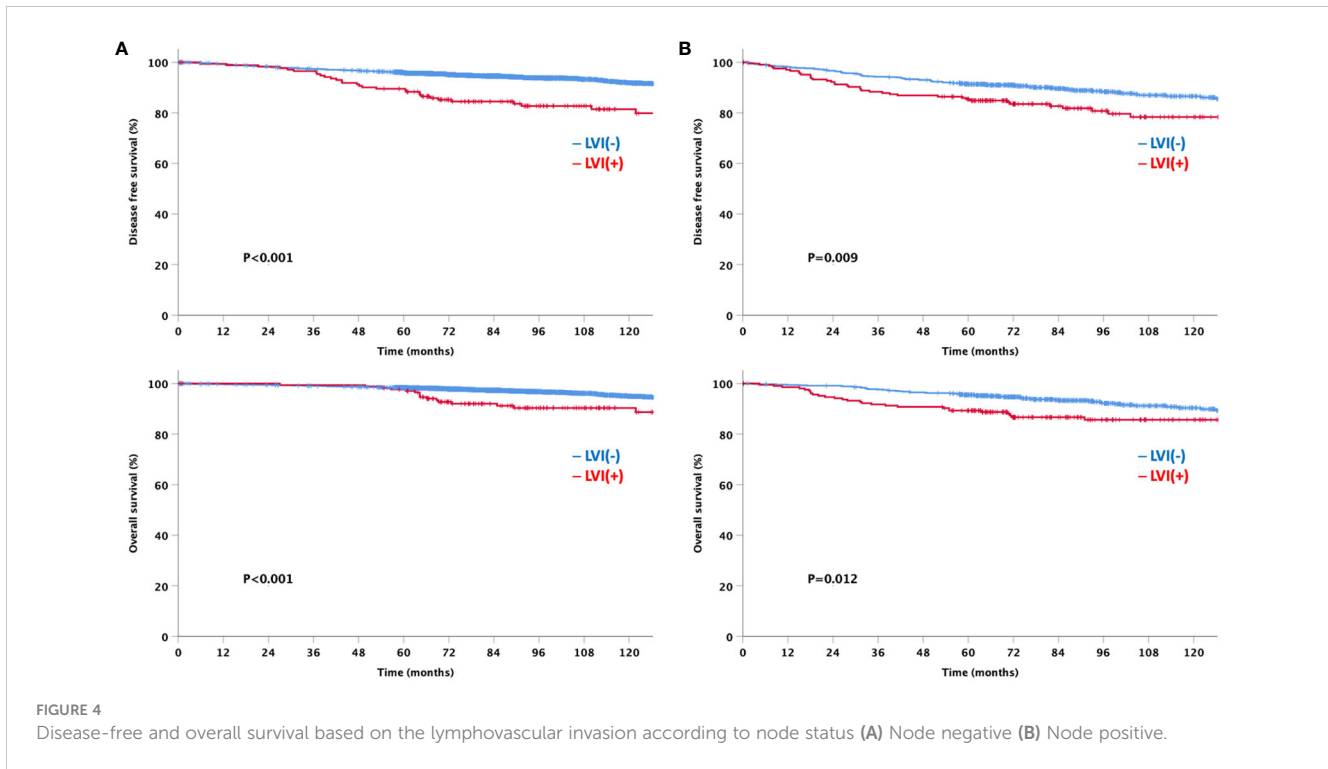 A
100
80
60
40
20
0
Disease free survival (%)
– LVI(-)
– LVI(+)
P<0.001
0 12 24 36 48 60 72 84 96 108 120
Time (months)
B
100
80
60
40
20
0
Disease free survival (%)
– LVI(-)
– LVI(+)
P=0.009
0 12 24 36 48 60 72 84 96 108 120
Time (months)
100
80
60
40
20
0
Overall survival (%)
– LVI(-)
– LVI(+)
P<0.001
0 12 24 36 48 60 72 84 96 108 120
Time (months)
100
80
60
40
20
0
Overall survival (%)
– LVI(-)
– LVI(+)
P=0.012
0 12 24 36 48 60 72 84 96 108 120
Time (months)
FIGURE 4
Disease-free and overall survival based on the lymphovascular invasion according to node status (A) Node negative (B) Node positive.